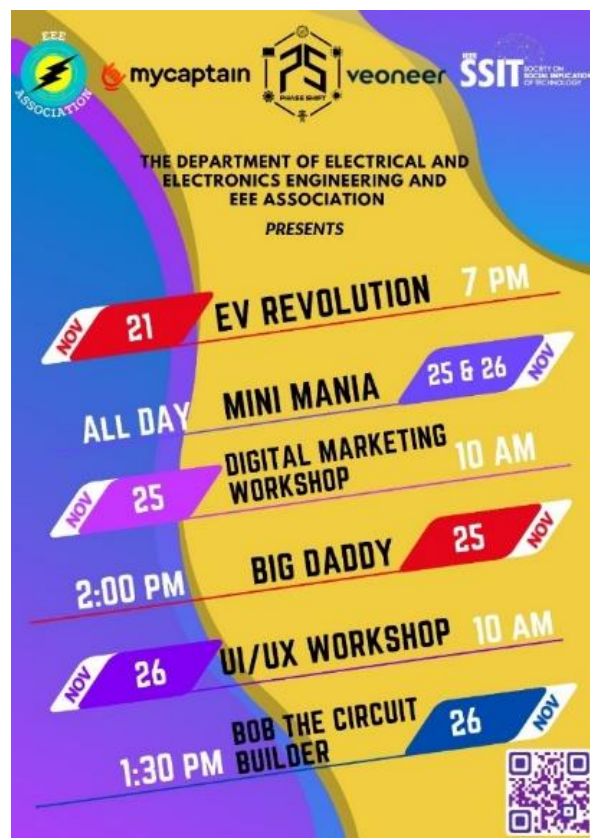 EEE
ASSOCIATION
mycaptain
PS
PHASE SHIFT
veoneer
IEEE
SSIT
SOCIETY ON
SOCIAL IMPLICATION
OF TECHNOLOGY
THE DEPARTMENT OF ELECTRICAL AND
ELECTRONICS ENGINEERING AND
EEE ASSOCIATION
PRESENTS
NOV 21 EV REVOLUTION 7 PM
ALL DAY MINI MANIA 25 & 26 NOV
NOV 25 DIGITAL MARKETING
WORKSHOP 10 AM
2:00 PM BIG DADDY 25 NOV
NOV 26 UI/UX WORKSHOP 10 AM
1:30 PM BOB THE CIRCUIT
BUILDER 26 NOV